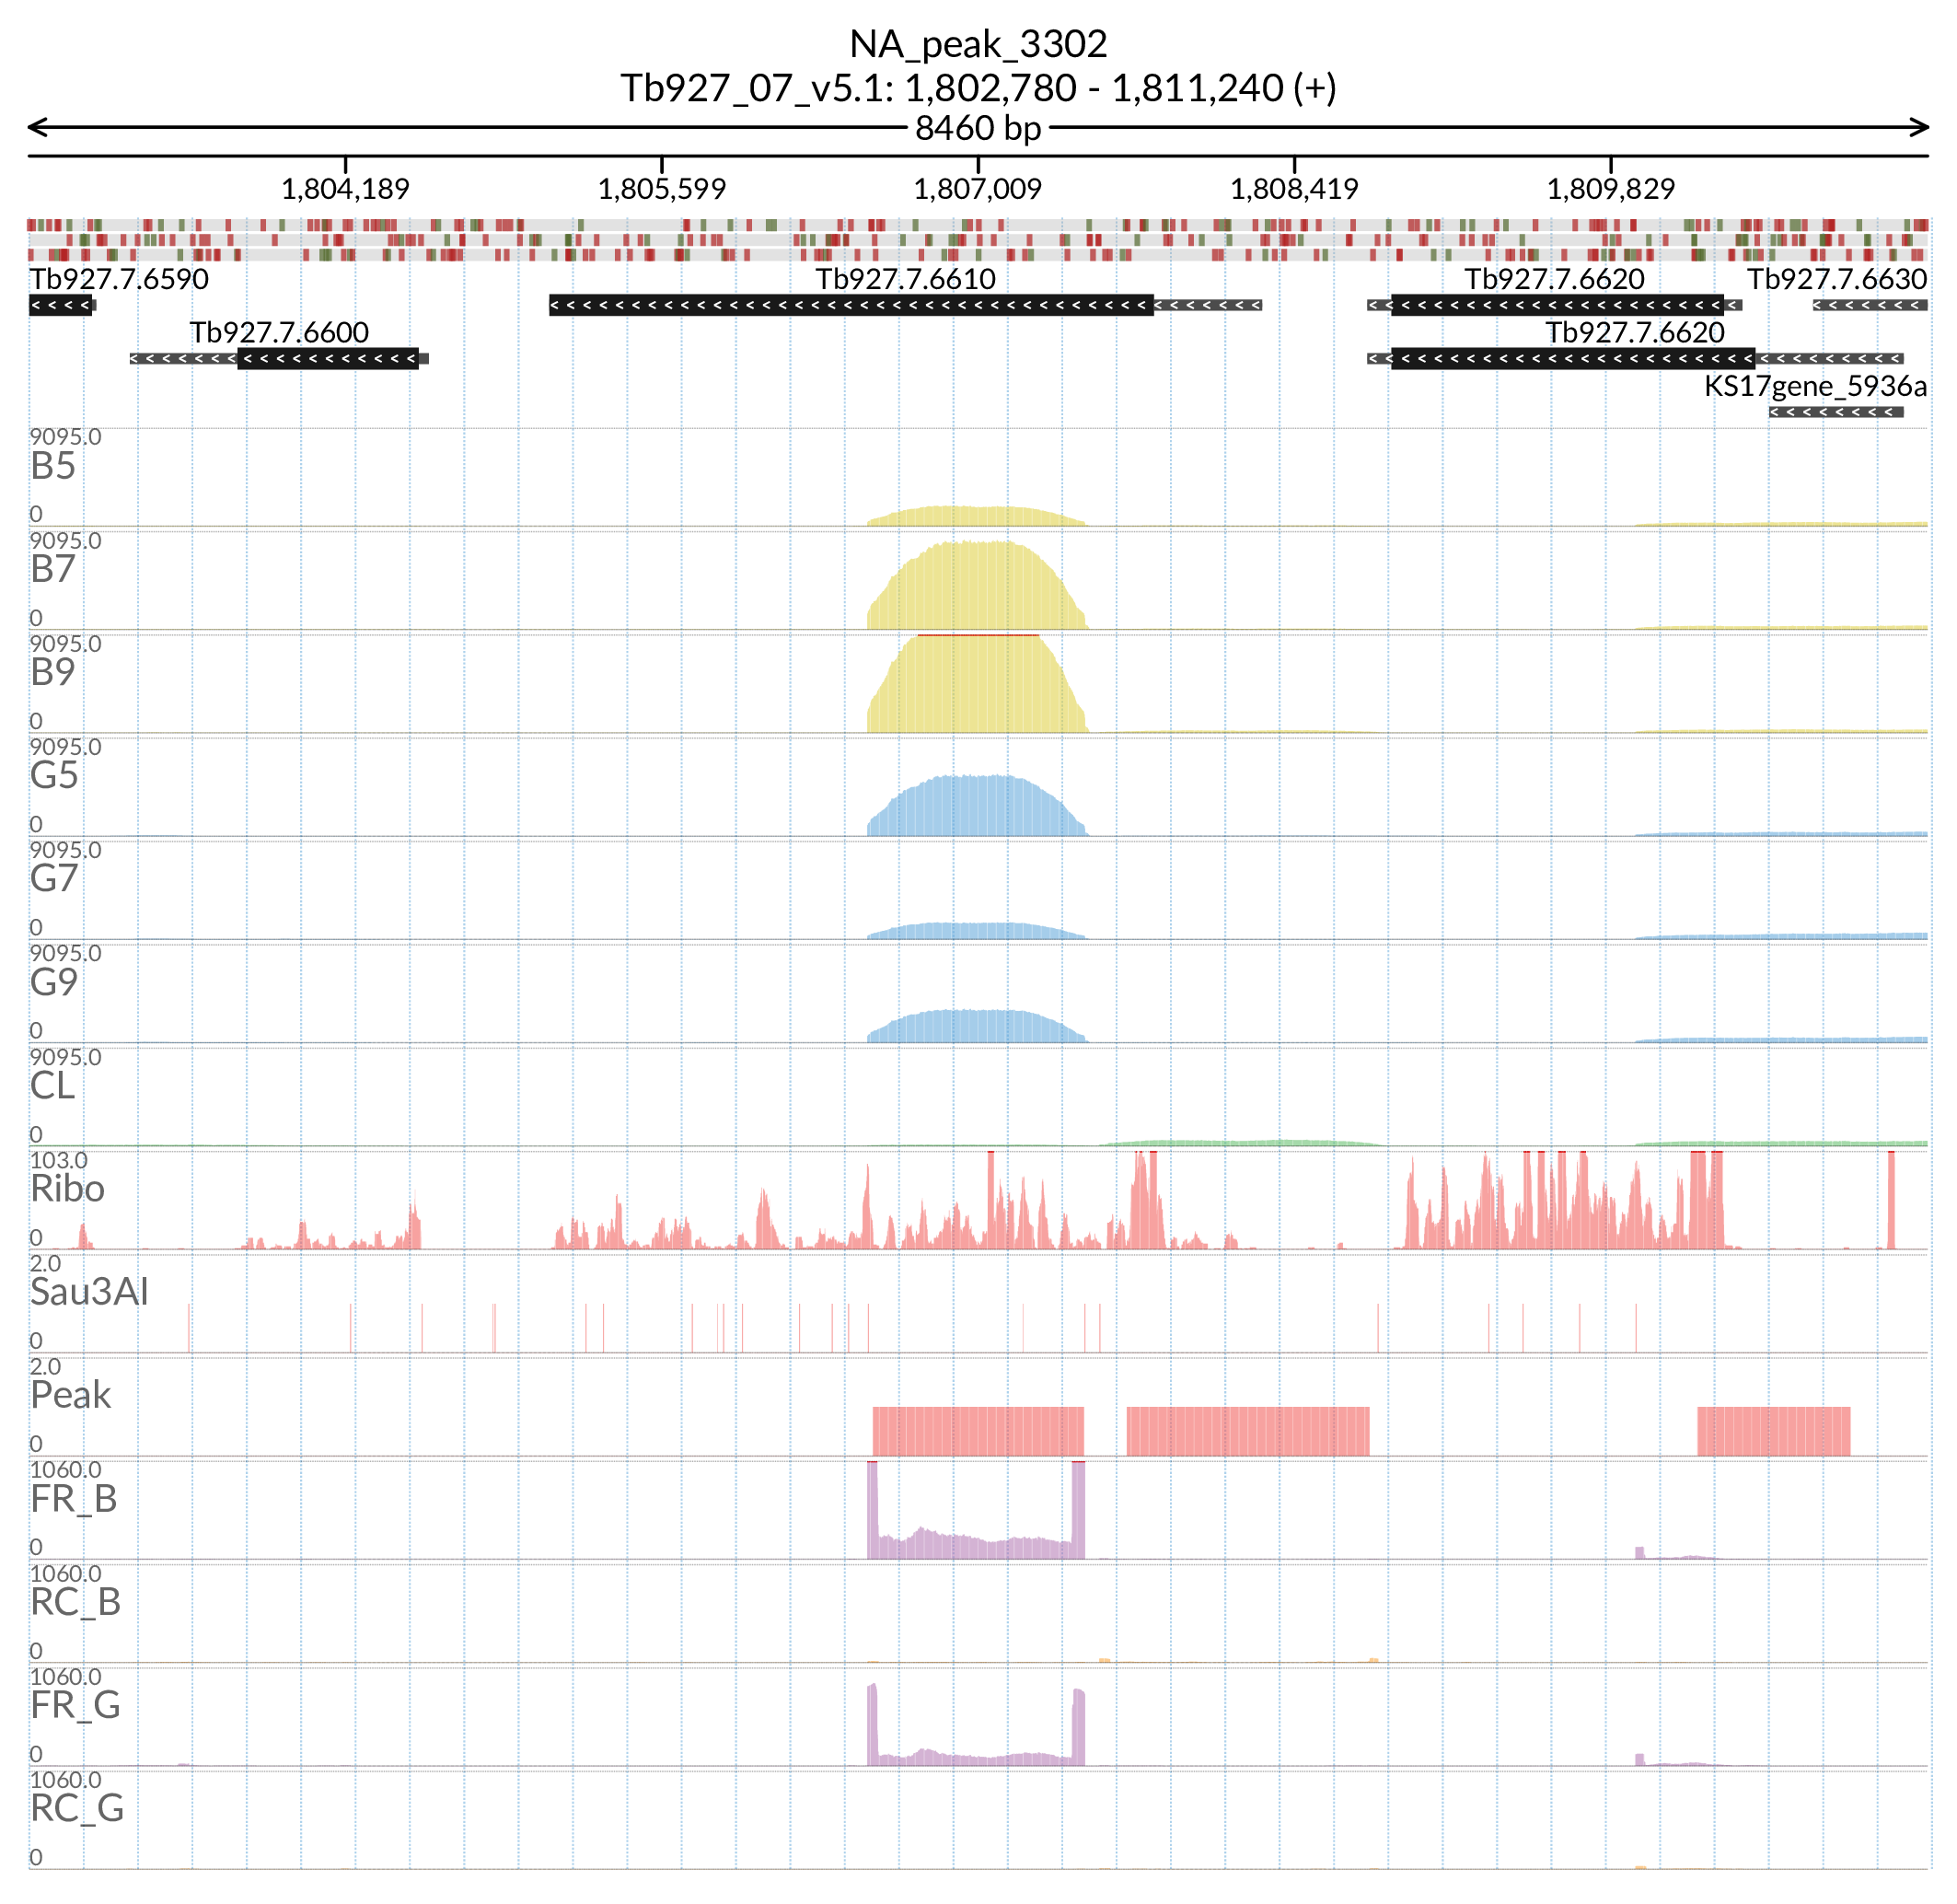 NA_peak_3302
Tb927_07_v5.1: 1,802,780 - 1,811,240 (+)
8460 bp
1,804,189 1,805,599 1,807,009 1,808,419 1,809,829
Tb927.7.6590 Tb927.7.6610 Tb927.7.6620 Tb927.7.6630
Tb927.7.6600 Tb927.7.6620
KS17gene_5936a
9095.0
B5
0
9095.0
B7
0
9095.0
B9
0
9095.0
G5
0
9095.0
G7
0
9095.0
G9
0
9095.0
CL
0
103.0
Ribo
0
2.0
Sau3AI
0
2.0
Peak
0
1060.0
FR_B
0
1060.0
RC_B
0
1060.0
FR_G
0
1060.0
RC_G
0